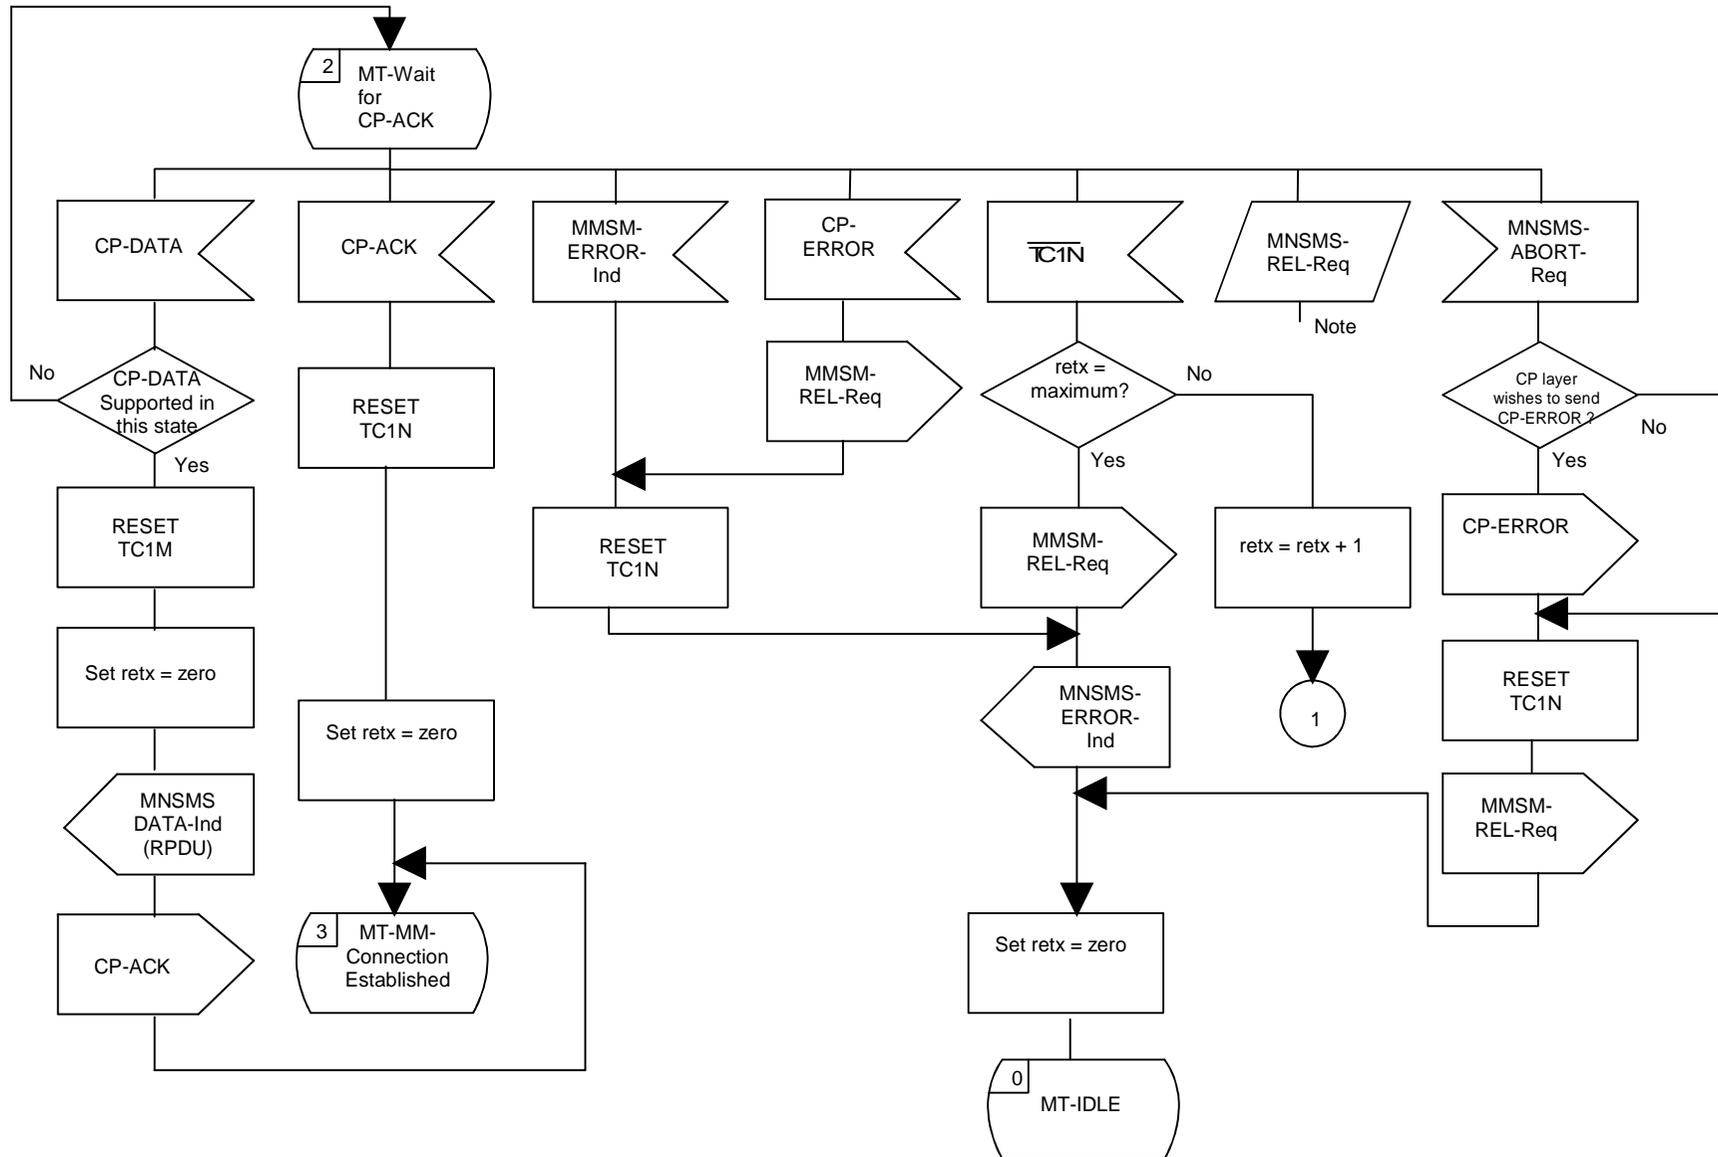 2
MT-Wait
for
CP-ACK
CP-DATA
CP-ACK
MMSM-
ERROR-
Ind
CP-
ERROR
TC1N
MNSMS-
REL-Req
MNSMS-
ABORT-
Req
Note
No
CP-DATA
Supported in
this state
Yes
RESET
TC1N
MMSM-
REL-Req
retx =
maximum?
No
Yes
CP layer
wishes to send
CP-ERROR ?
No
Yes
RESET
TC1M
RESET
TC1N
MMSM-
REL-Req
retx = retx + 1
CP-ERROR
Set retx = zero
Set retx = zero
MNSMS-
ERROR-
Ind
1
RESET
TC1N
MNSMS
DATA-Ind
(RPDU)
MMSM-
REL-Req
CP-ACK
3
MT-MM-
Connection
Established
Set retx = zero
0
MT-IDLE